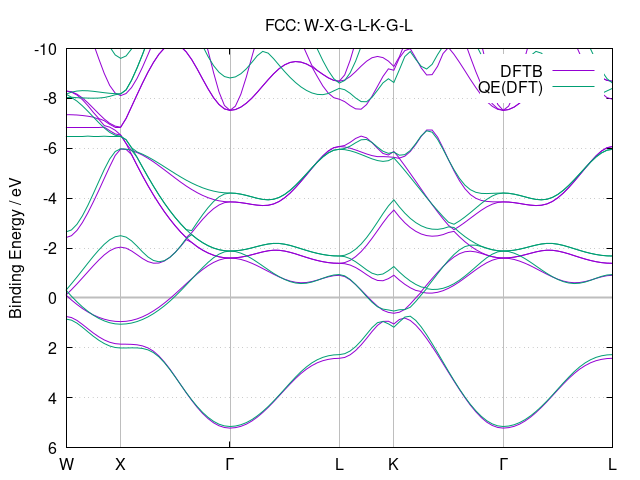 FCC: W-X-G-L-K-G-L
-10
DFTB
QE(DFT)
-8
-6
-4
-2
0
2
4
6
Binding Energy / eV
W X Γ L K Γ L